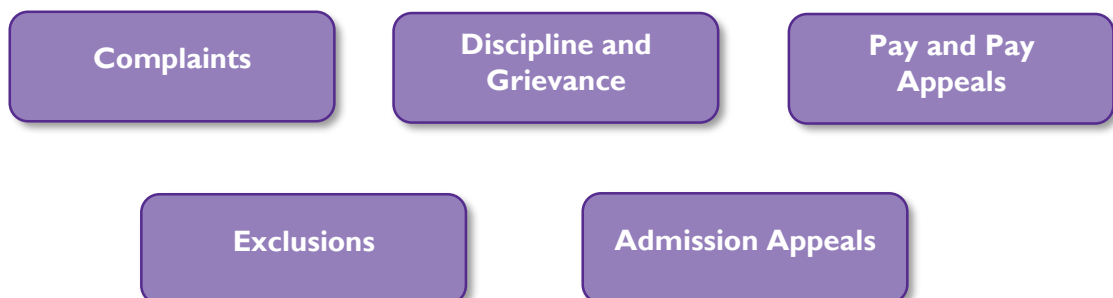 Complaints
Discipline and
Grievance
Pay and Pay
Appeals
Exclusions
Admission Appeals